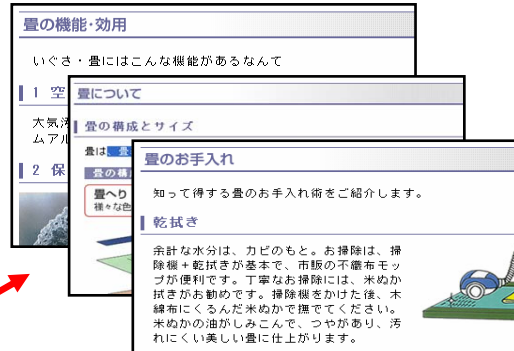 畳の機能・効用
いぐさ・畳にはこんな機能があるなんて
1 空
大気汚
ムアル
2 保
畳について
畳の構成とサイズ
畳は、畳
畳の構
畳へり
様々な色
畳のお手入れ
知って得する畳のお手入れ術をご紹介します。
乾拭き
余計な水分は、カビのもと。お掃除は、掃
除機+乾拭きが基本で、市販の不織布モッ
プが便利です。丁寧なお掃除には、米ぬか
拭きがお勧めです。掃除機をかけた後、木
綿布にくるんだ米ぬかで撫でてください。
米ぬかの油がしみこんで、つやがあり、汚
れにくい美しい畳に仕上がります。